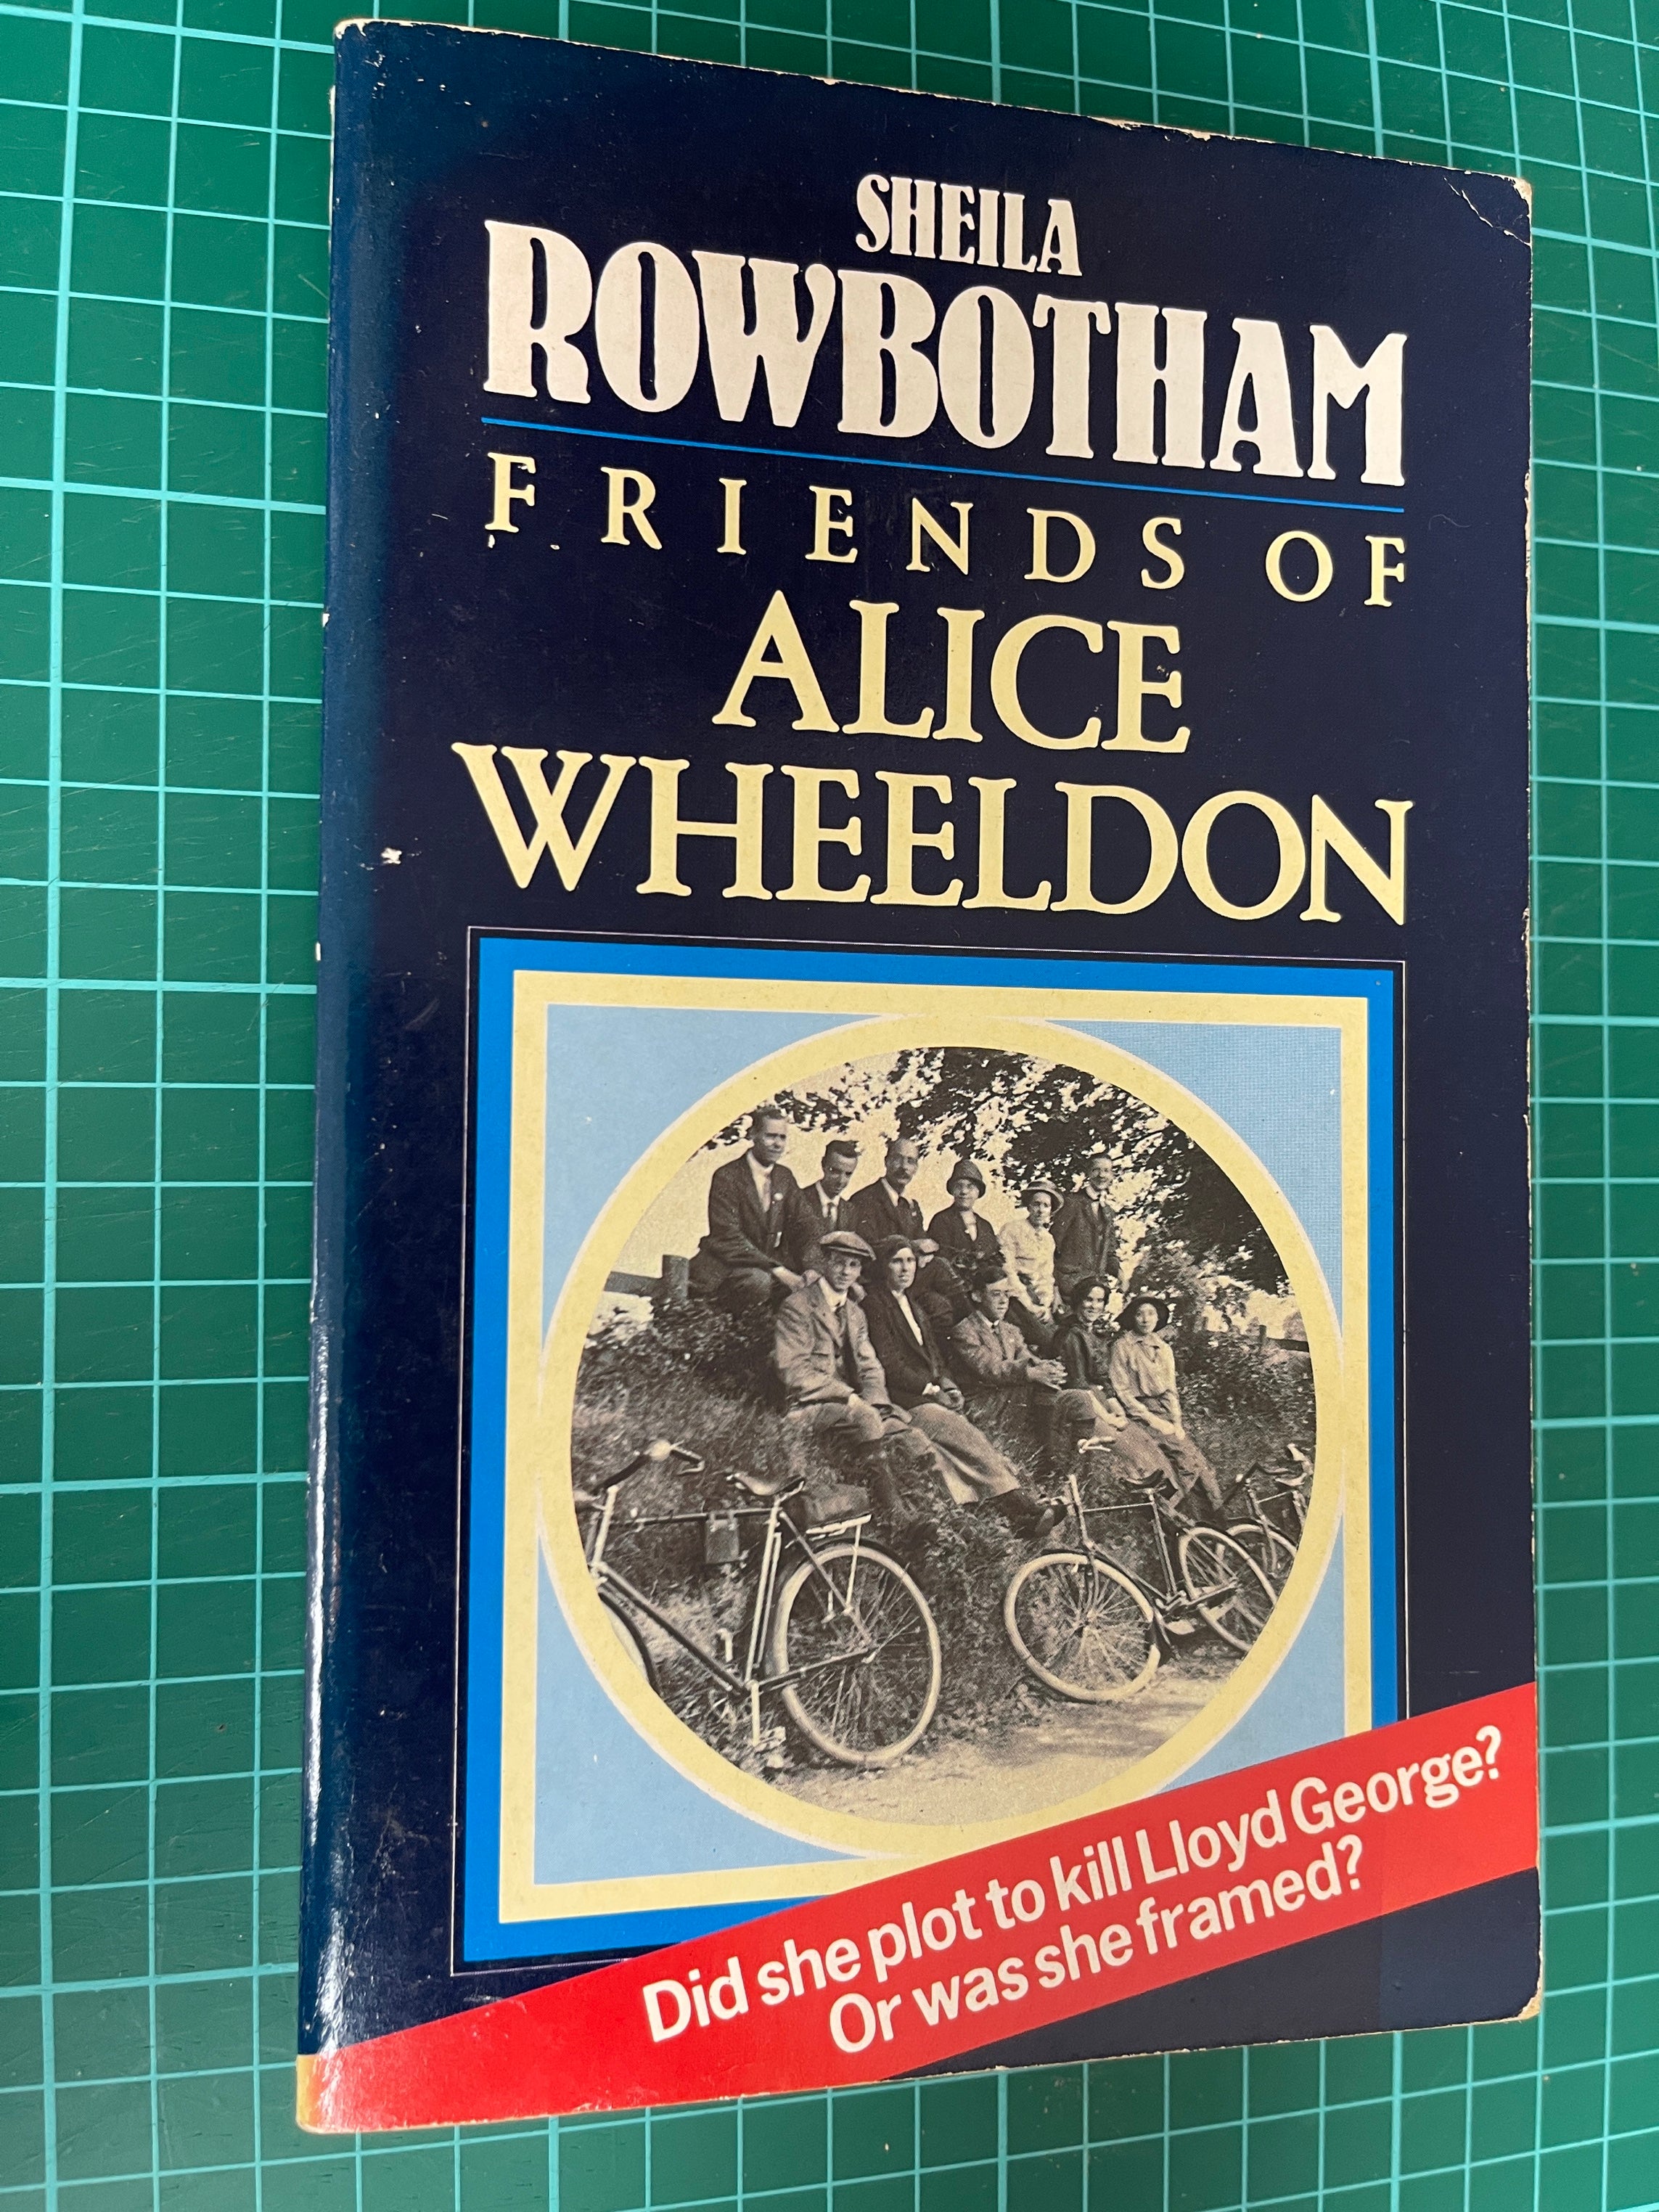 SHEILA
ROWBOTHAM
FRIENDS OF
ALICE
WHEELDON
Did she plot to kill Lloyd George?
Or was she framed?